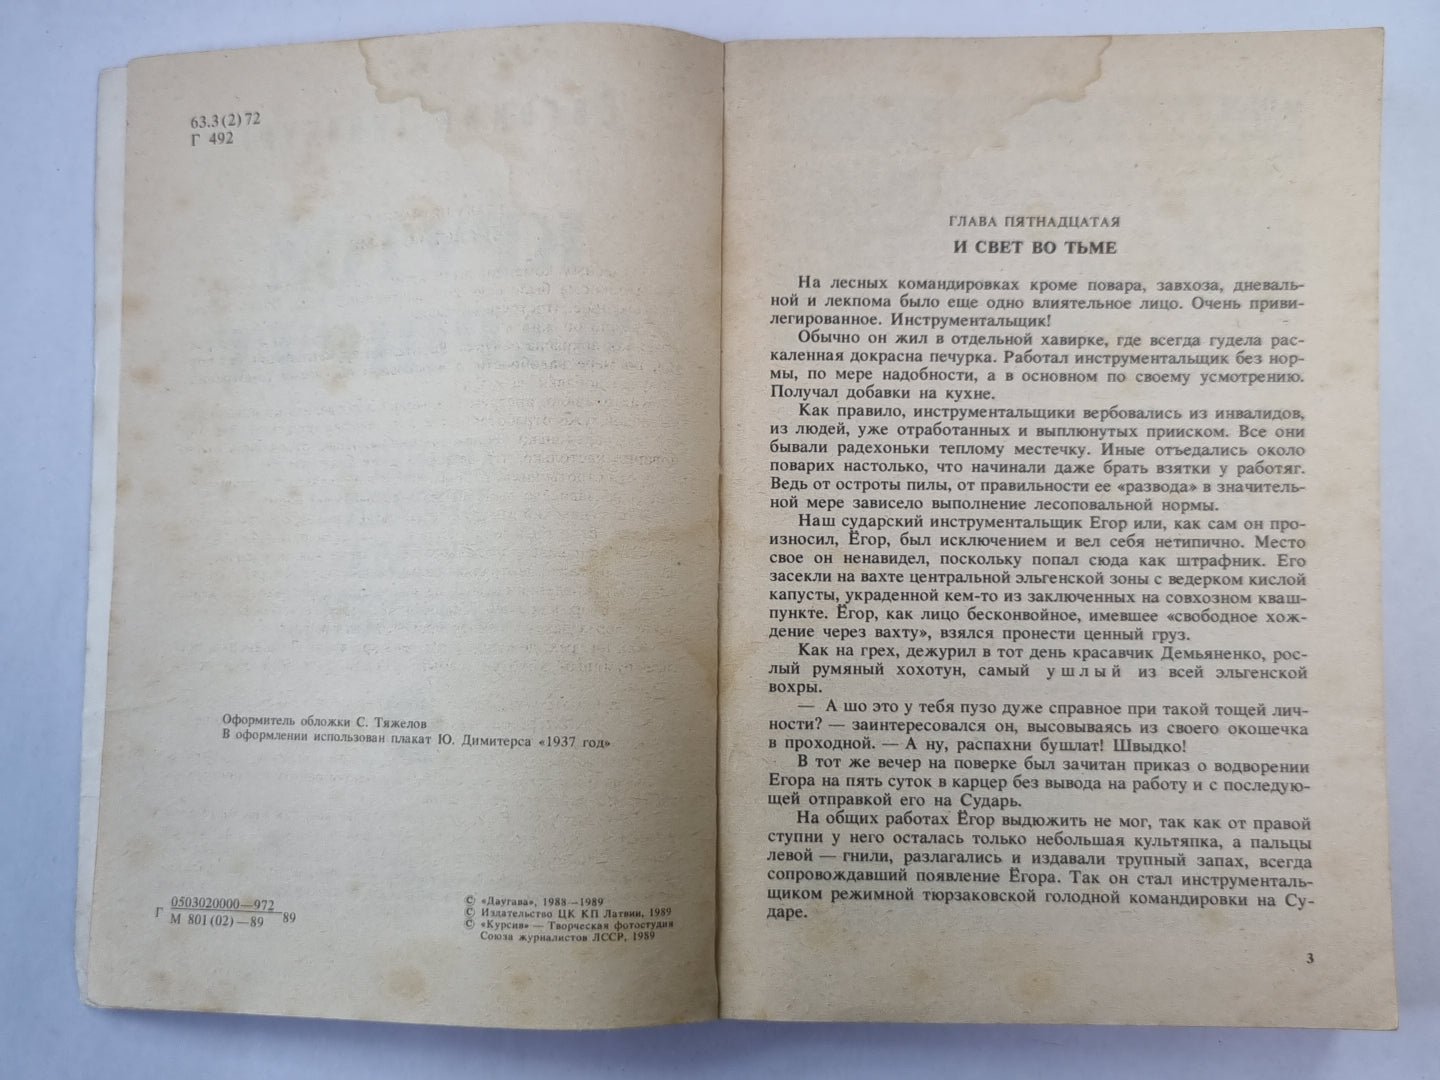 63.3(2)72
Г 492
Оформитель обложки С. Тяжелов
В оформлении использован плакат Ю. Димитерса «1937 год»
Г 0503020000—972
М 801(02)—89 89
© «Даугава», 1988—1989
© Издательство ЦК КП Латвии, 1989
© «Курсив» — Творческая фотостудия
Союза журналистов ЛССР, 1989
ГЛАВА ПЯТНАДЦАТАЯ
И СВЕТ ВО ТЬМЕ
На лесных командировках кроме повара, завхоза, дневаль-
ной и лекпома было еще одно влиятельное лицо. Очень приви-
легированное. Инструментальщик!
Обычно он жил в отдельной хавирке, где всегда гудела рас-
каленная докрасна печурка. Работал инструментальщик без нор-
мы, по мере надобности, а в основном по своему усмотрению.
Получал добавки на кухне.
Как правило, инструментальщики вербовались из инвалидов,
из людей, уже отработанных и выплюнутых прииском. Все они
бывали радехоньки теплому местечку. Иные отъедались около
поварих настолько, что начинали даже брать взятки у работяг.
Ведь от остроты пилы, от правильности ее «развода» в значитель-
ной мере зависело выполнение лесоповальной нормы.
Наш сударский инструментальщик Егор или, как сам он про-
износил, Ёгор, был исключением и вел себя нетипично. Место
свое он ненавидел, поскольку попал сюда как штрафник. Его
засекли на вахте центральной эльгенской зоны с ведерком кислой
капусты, украденной кем-то из заключенных на совхозном кваш-
пункте. Ёгор, как лицо бесконвойное, имевшее «свободное хож-
дение через вахту», взялся пронести ценный груз.
Как на грех, дежурил в тот день красавчик Демьяненко, рос-
лый румяный хохотун, самый ушлый из всей эльгенской
вохры.
— А шо это у тебя пузо дуже справное при такой тощей лич-
ности? — заинтересовался он, высовываясь из своего окошечка
в проходной. — А ну, распахни бушлат! Швыдко!
В тот же вечер на поверке был зачитан приказ о водворении
Егора на пять суток в карцер без вывода на работу и с последую-
щей отправкой его на Сударь.
На общих работах Ёгор выдюжить не мог, так как от правой
ступни у него осталась только небольшая культяпка, а пальцы
левой — гнили, разлагались и издавали трупный запах, всегда
сопровождавший появление Ёгора. Так он стал инструменталь-
щиком режимной тюрзаковской голодной командировки на Су-
даре.
3